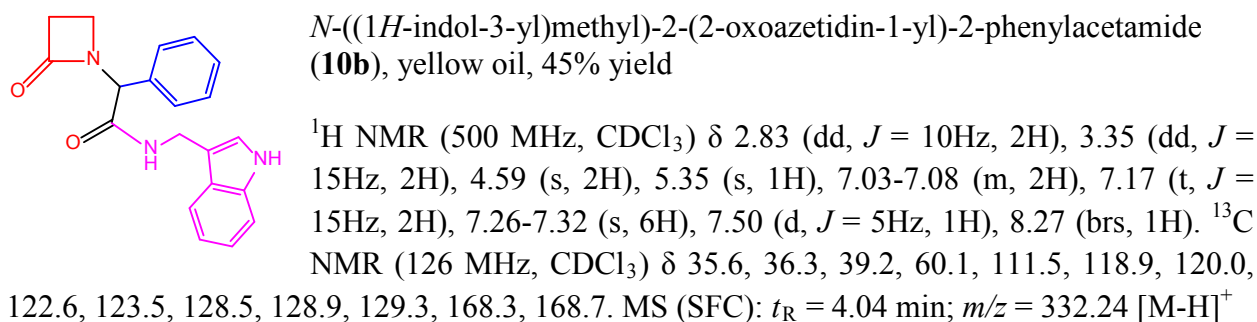 N-((1H-indol-3-yl)methyl)-2-(2-oxoazetidin-1-yl)-2-phenylacetamide
(10b), yellow oil, 45% yield
O
N
O
N
H
NH
¹H NMR (500 MHz, CDCl₃) δ 2.83 (dd, J = 10Hz, 2H), 3.35 (dd, J =
15Hz, 2H), 4.59 (s, 2H), 5.35 (s, 1H), 7.03-7.08 (m, 2H), 7.17 (t, J =
15Hz, 2H), 7.26-7.32 (s, 6H), 7.50 (d, J = 5Hz, 1H), 8.27 (brs, 1H). ¹³C
NMR (126 MHz, CDCl₃) δ 35.6, 36.3, 39.2, 60.1, 111.5, 118.9, 120.0,
122.6, 123.5, 128.5, 128.9, 129.3, 168.3, 168.7. MS (SFC): tR = 4.04 min; m/z = 332.24 [M-H]⁺